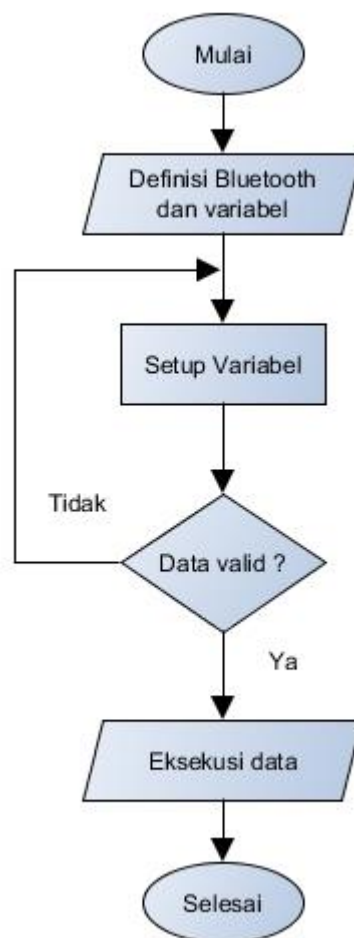 Mulai
Definisi Bluetooth
dan variabel
Setup Variabel
Tidak
Data valid ?
Ya
Eksekusi data
Selesai